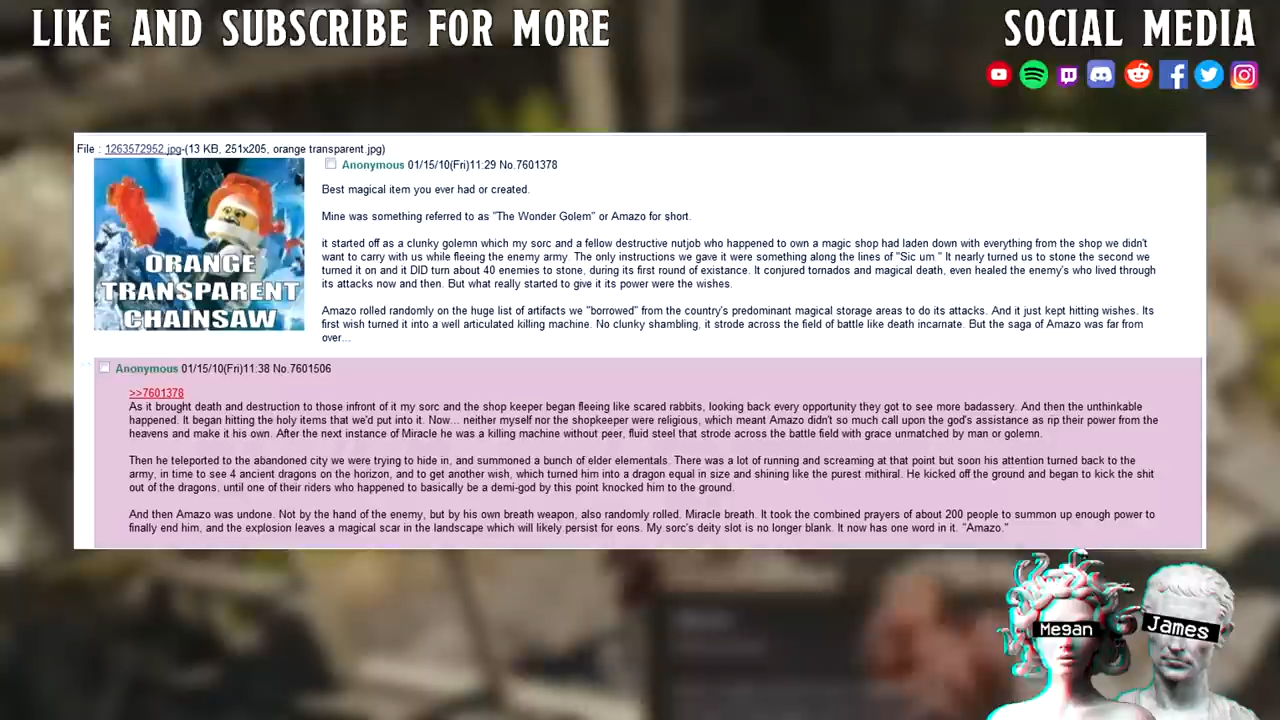 LIKE AND SUBSCRIBE FOR MORE
SOCIAL MEDIA
File : 1263572952.jpg-(13 KB, 251x205, orange transparent.jpg)
ORANGE
TRANSPARENT
CHAINSAW
Anonymous 01/15/10(Fri)11:29 No.7601378
Best magical item you ever had or created.
Mine was something referred to as "The Wonder Golem" or Amazo for short.
it started off as a clunky golemn which my sorc and a fellow destructive nutjob who happened to own a magic shop had laden down with everything from the shop we didn't
want to carry with us while fleeing the enemy army. The only instructions we gave it were something along the lines of "Sic um " It nearly turned us to stone the second we
turned it on and it DID turn about 40 enemies to stone, during its first round of existance. It conjured tornados and magical death, even healed the enemy's who lived through
its attacks now and then. But what really started to give it its power were the wishes.
Amazo rolled randomly on the huge list of artifacts we "borrowed" from the country's predominant magical storage areas to do its attacks. And it just kept hitting wishes. Its
first wish turned it into a well articulated killing machine. No clunky shambling, it strode across the field of battle like death incarnate. But the saga of Amazo was far from
over...
Anonymous 01/15/10(Fri)11:38 No.7601506
>>7601378
As it brought death and destruction to those infront of it my sorc and the shop keeper began fleeing like scared rabbits, looking back every opportunity they got to see more badassery. And then the unthinkable
happened. It began hitting the holy items that we'd put into it. Now... neither myself nor the shopkeeper were religious, which meant Amazo didn't so much call upon the god's assistance as rip their power from the
heavens and make it his own. After the next instance of Miracle he was a killing machine without peer, fluid steel that strode across the battle field with grace unmatched by man or golemn.
Then he teleported to the abandoned city we were trying to hide in, and summoned a bunch of elder elementals. There was a lot of running and screaming at that point but soon his attention turned back to the
army, in time to see 4 ancient dragons on the horizon, and to get another wish, which turned him into a dragon equal in size and shining like the purest mithiral. He kicked off the ground and began to kick the shit
out of the dragons, until one of their riders who happened to basically be a demi-god by this point knocked him to the ground.
And then Amazo was undone. Not by the hand of the enemy, but by his own breath weapon, also randomly rolled. Miracle breath. It took the combined prayers of about 200 people to summon up enough power to
finally end him, and the explosion leaves a magical scar in the landscape which will likely persist for eons. My sorc's deity slot is no longer blank. It now has one word in it. "Amazo."
Megan
James